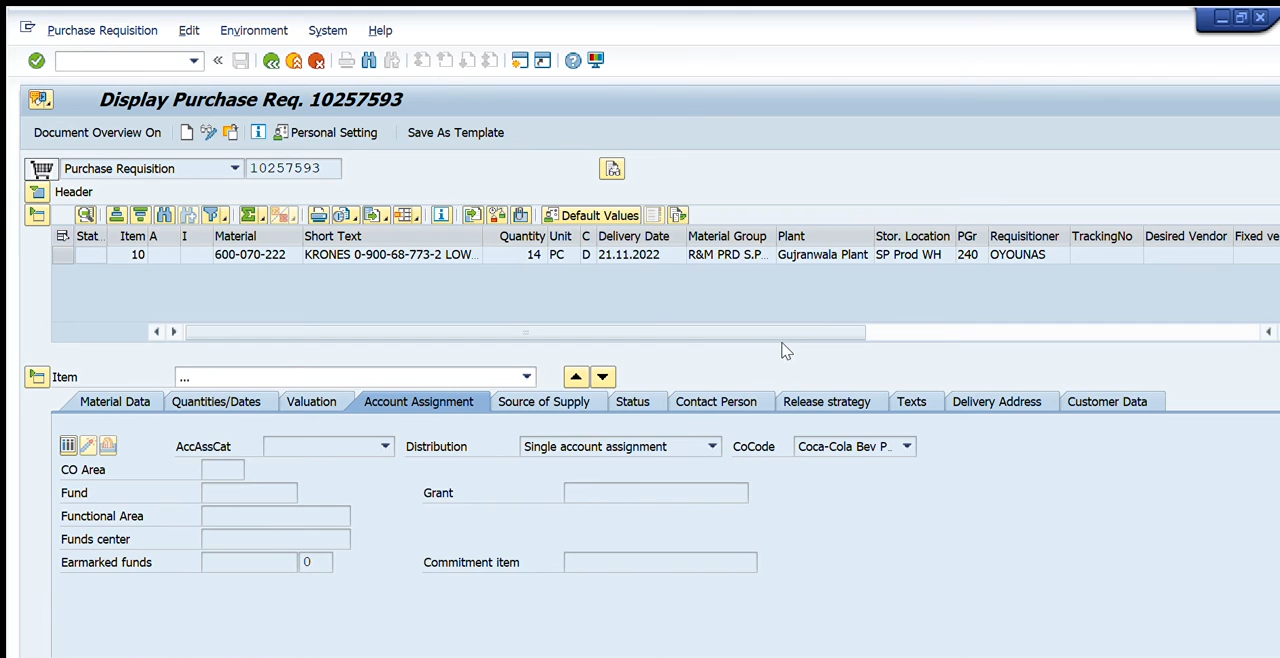 Purchase Requisition Edit Environment System Help
«
Display Purchase Req. 10257593
Document Overview On Personal Setting Save As Template
Purchase Requisition 10257593
Header
Default Values
Stat.. Item A I Material Short Text Quantity Unit C Delivery Date Material Group Plant Stor. Location PGr Requisitioner TrackingNo Desired Vendor Fixed ve
10 600-070-222 KRONES 0-900-68-773-2 LOW... 14 PC D 21.11.2022 R&M PRD S.P... Gujranwala Plant SP Prod WH 240 OYOUNAS
Item ...
Material Data Quantities/Dates Valuation Account Assignment Source of Supply Status Contact Person Release strategy Texts Delivery Address Customer Data
AccAssCat Distribution Single account assignment CoCode Coca-Cola Bev P..
CO Area
Fund Grant
Functional Area
Funds center
Earmarked funds 0 Commitment item